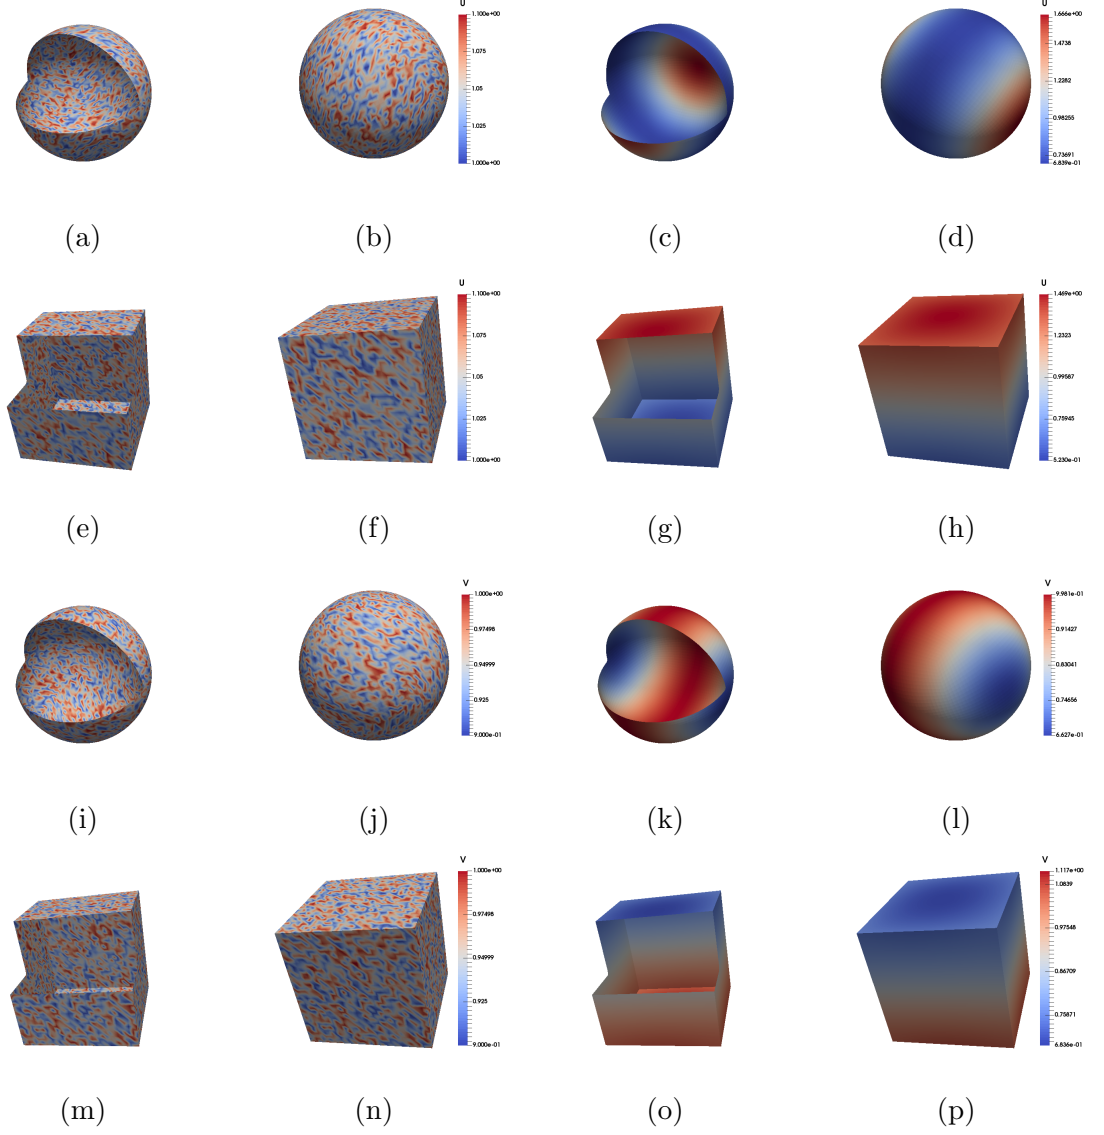 U
1.100e+00
1.075
1.05
1.025
1.000e+00
U
1.666e+00
1.4738
1.2282
0.98255
0.73691
6.839e-01
(a)
(b)
(c)
(d)
U
1.100e+00
1.075
1.05
1.025
1.000e+00
U
1.469e+00
1.2323
0.99587
0.75945
5.230e-01
(e)
(f)
(g)
(h)
V
1.000e+00
0.97498
0.94999
0.925
9.000e-01
V
9.981e-01
0.91427
0.83041
0.74656
6.627e-01
(i)
(j)
(k)
(l)
V
1.000e+00
0.97498
0.94999
0.925
9.000e-01
V
1.117e+00
1.0839
0.97548
0.86709
0.75871
6.836e-01
(m)
(n)
(o)
(p)